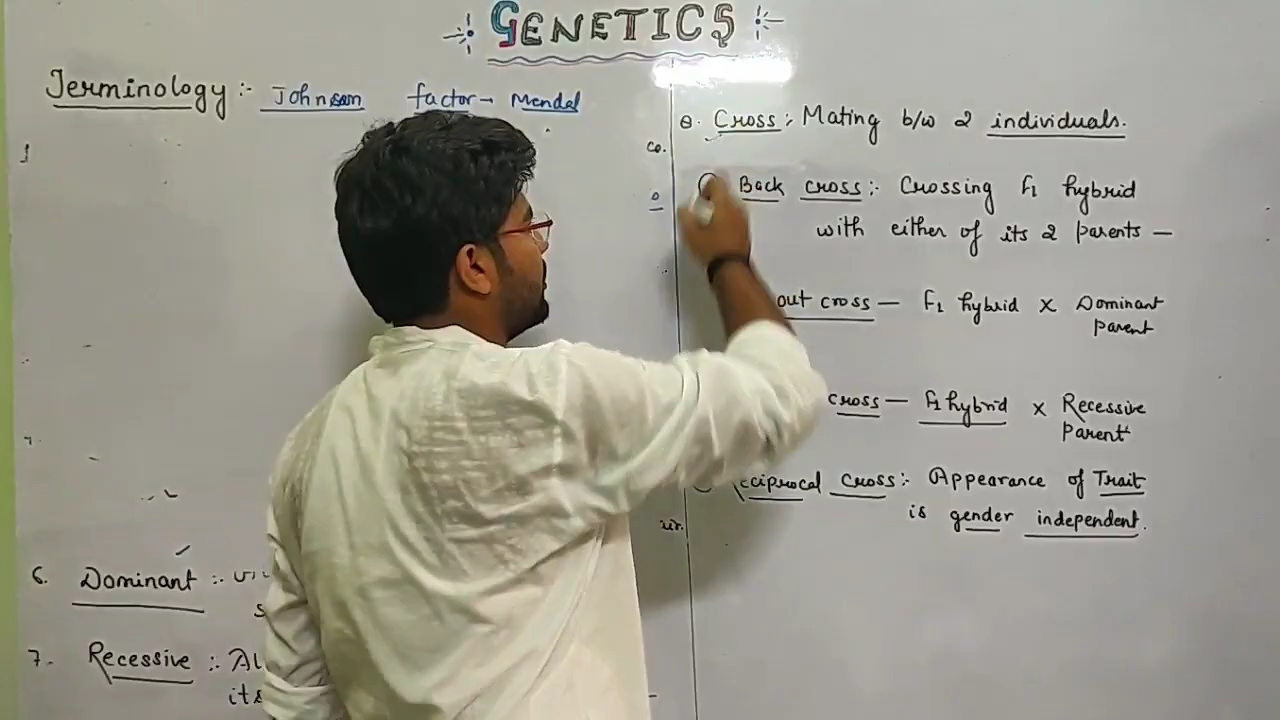 GENETICS
Terminology :- Johnson factor - Mendel
6. Dominant :-
7. Recessive :-
8. Cross :- Mating b/w 2 individuals.
Back cross :- Crossing F1 hybrid
with either of its 2 parents -
out cross - F1 hybrid x Dominant
parent
cross - F1 hybrid x Recessive
parent
cross :- Appearance of Trait
is gender independent.